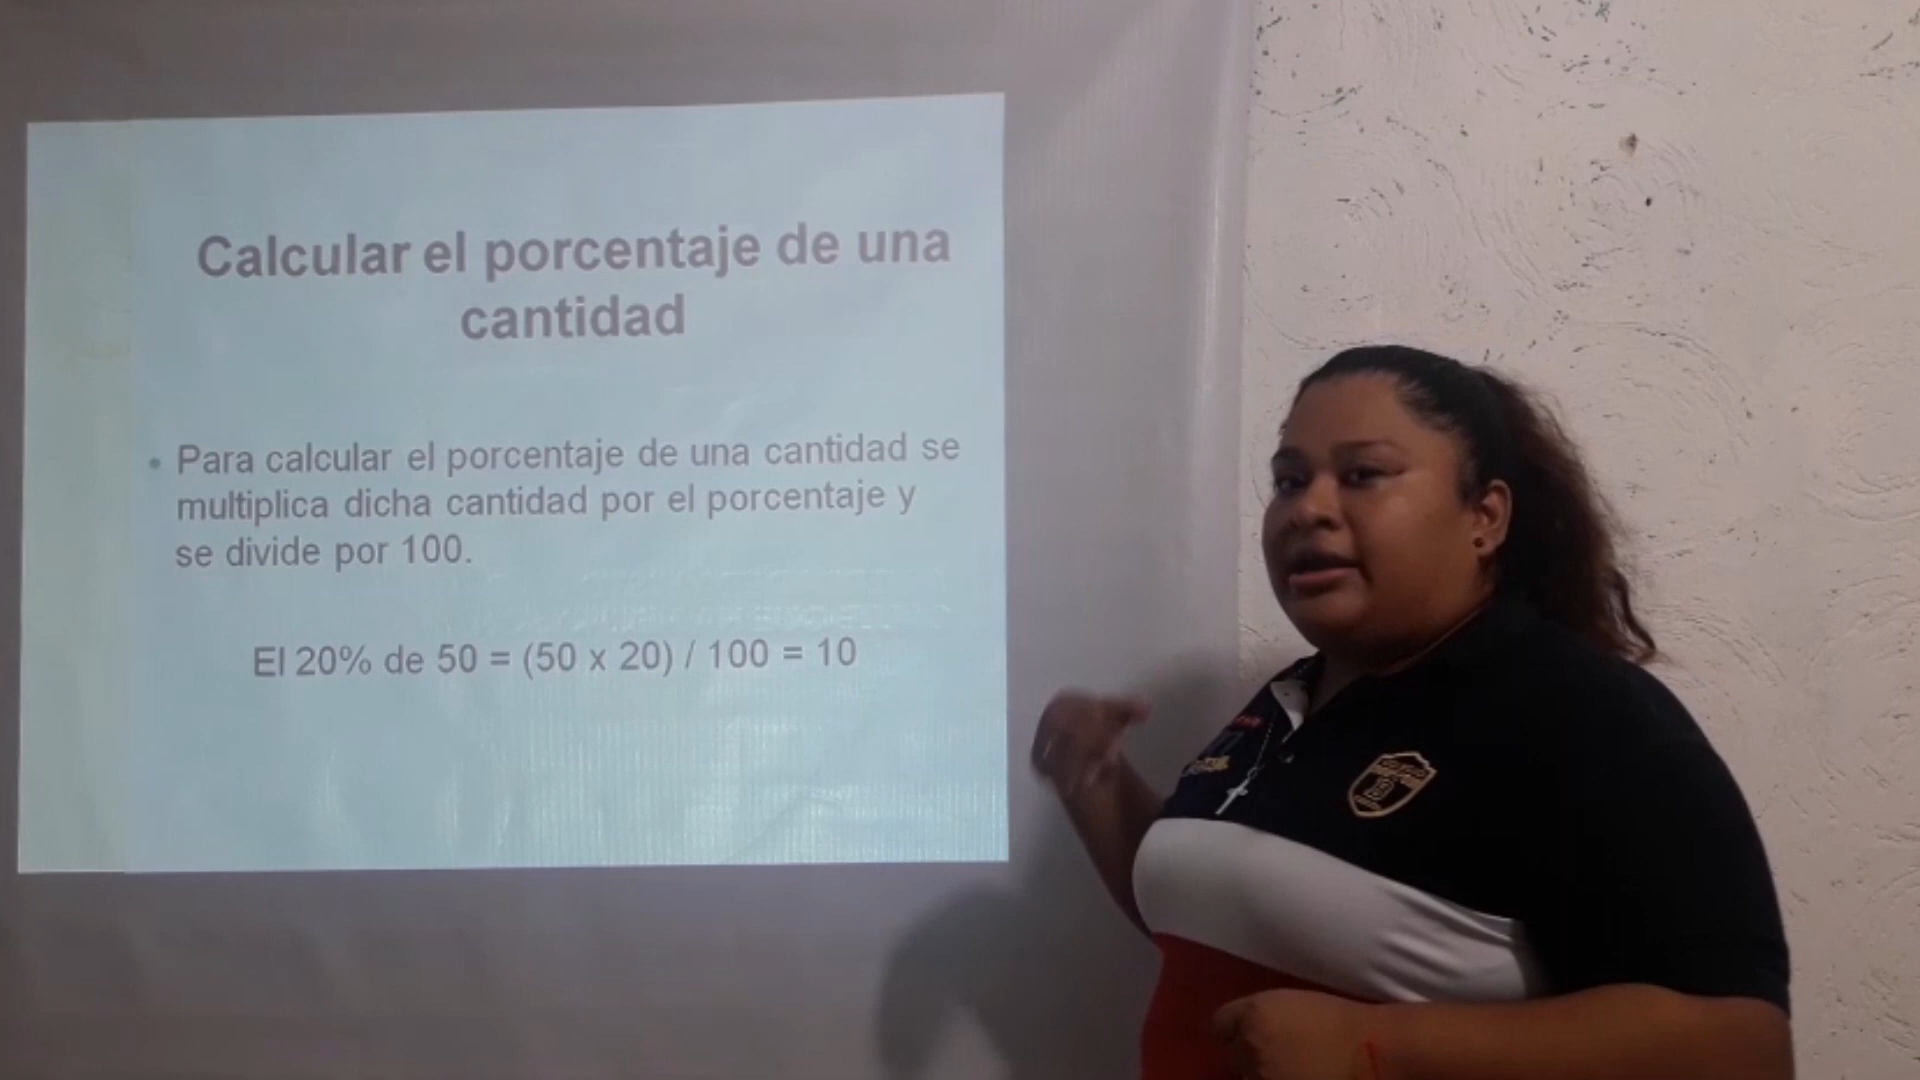 Calcular el porcentaje de una
cantidad
• Para calcular el porcentaje de una cantidad se
multiplica dicha cantidad por el porcentaje y
se divide por 100.
El 20% de 50 = (50 x 20) / 100 = 10